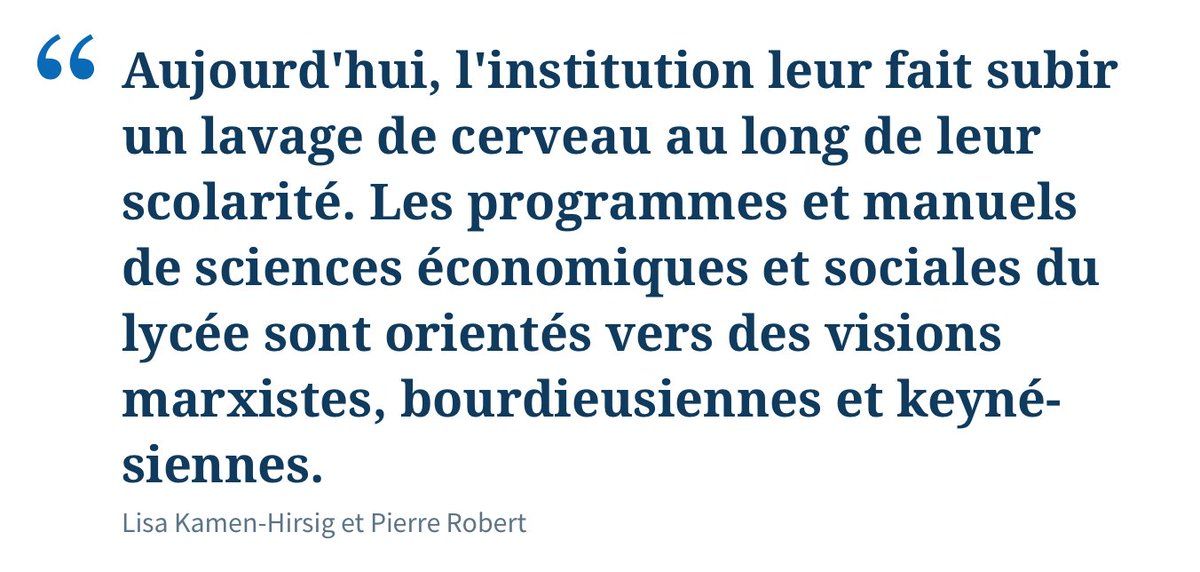 “
Aujourd'hui, l'institution leur fait subir
un lavage de cerveau au long de leur
scolarité. Les programmes et manuels
de sciences économiques et sociales du
lycée sont orientés vers des visions
marxistes, bourdieusiennes et keyné-
siennes.
Lisa Kamen-Hirsig et Pierre Robert